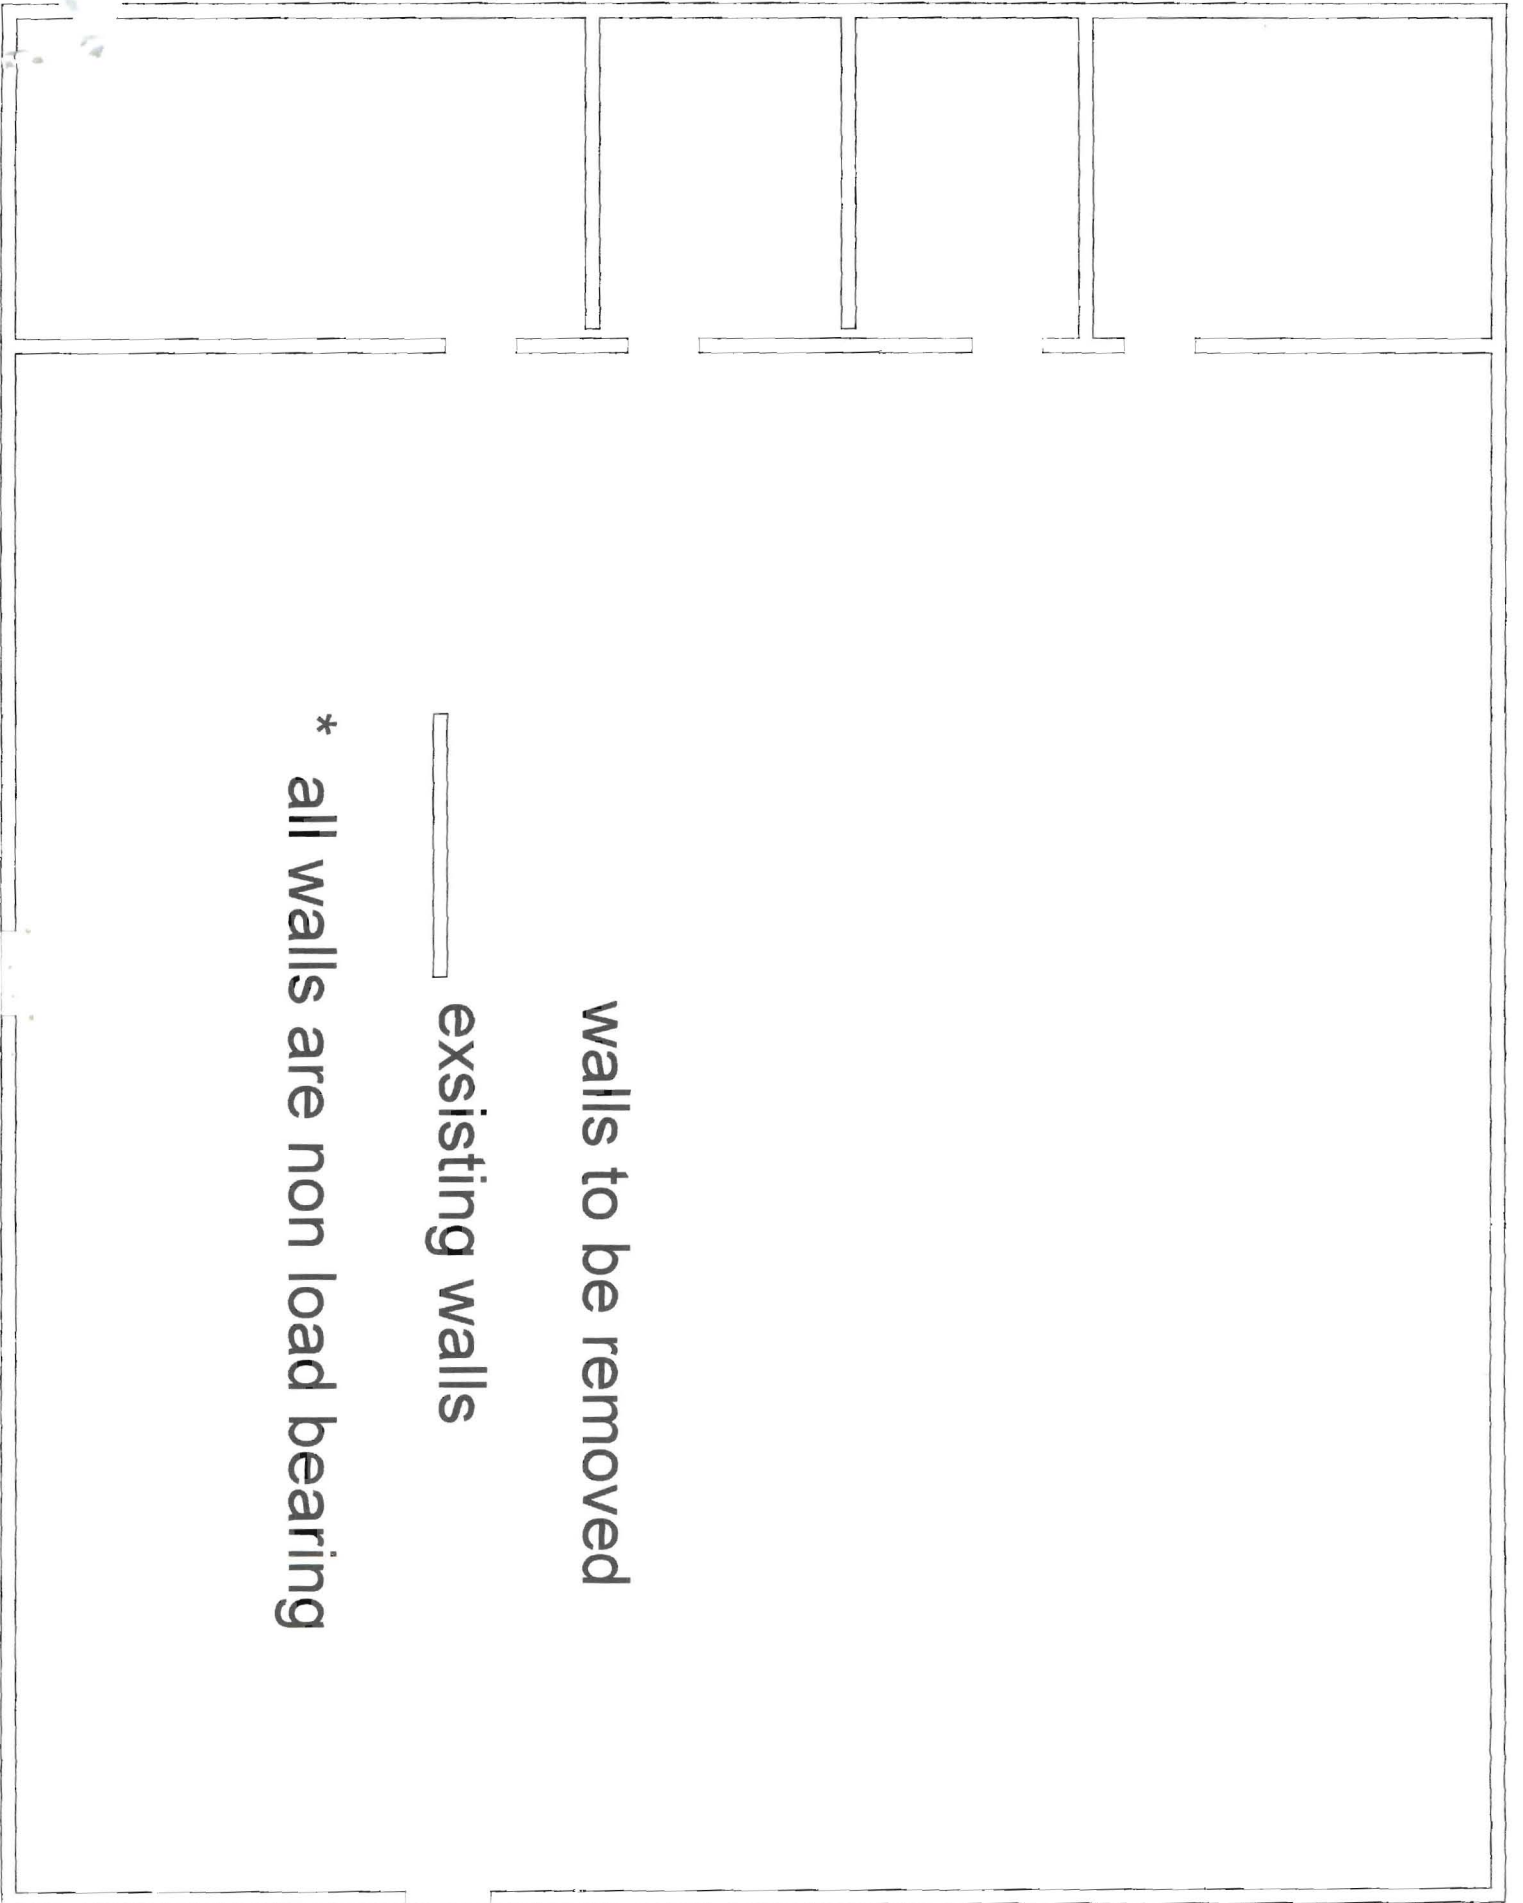 walls to be removed
exsisting walls
* all walls are non load bearing